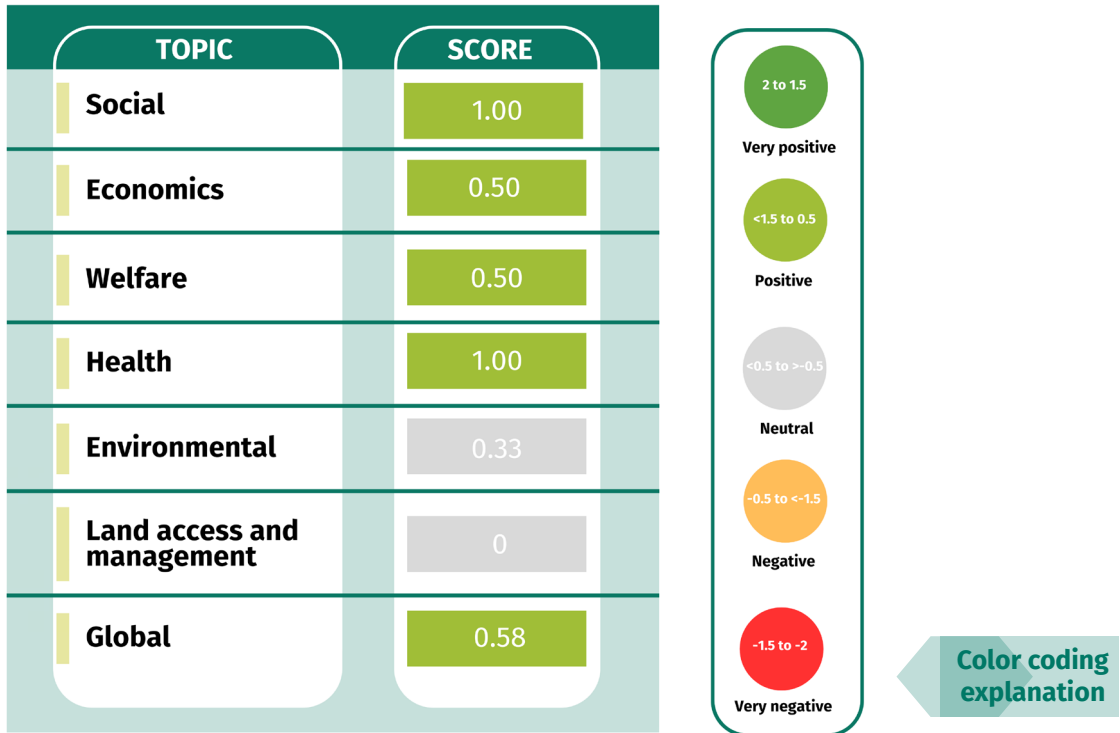 TOPIC SCORE
Social 1.00
Economics 0.50
Welfare 0.50
Health 1.00
Environmental 0.33
Land access and
management 0
Global 0.58
2 to 1.5
Very positive
<1.5 to 0.5
Positive
<0.5 to >-0.5
Neutral
-0.5 to <-1.5
Negative
-1.5 to -2
Very negative
Color coding
explanation